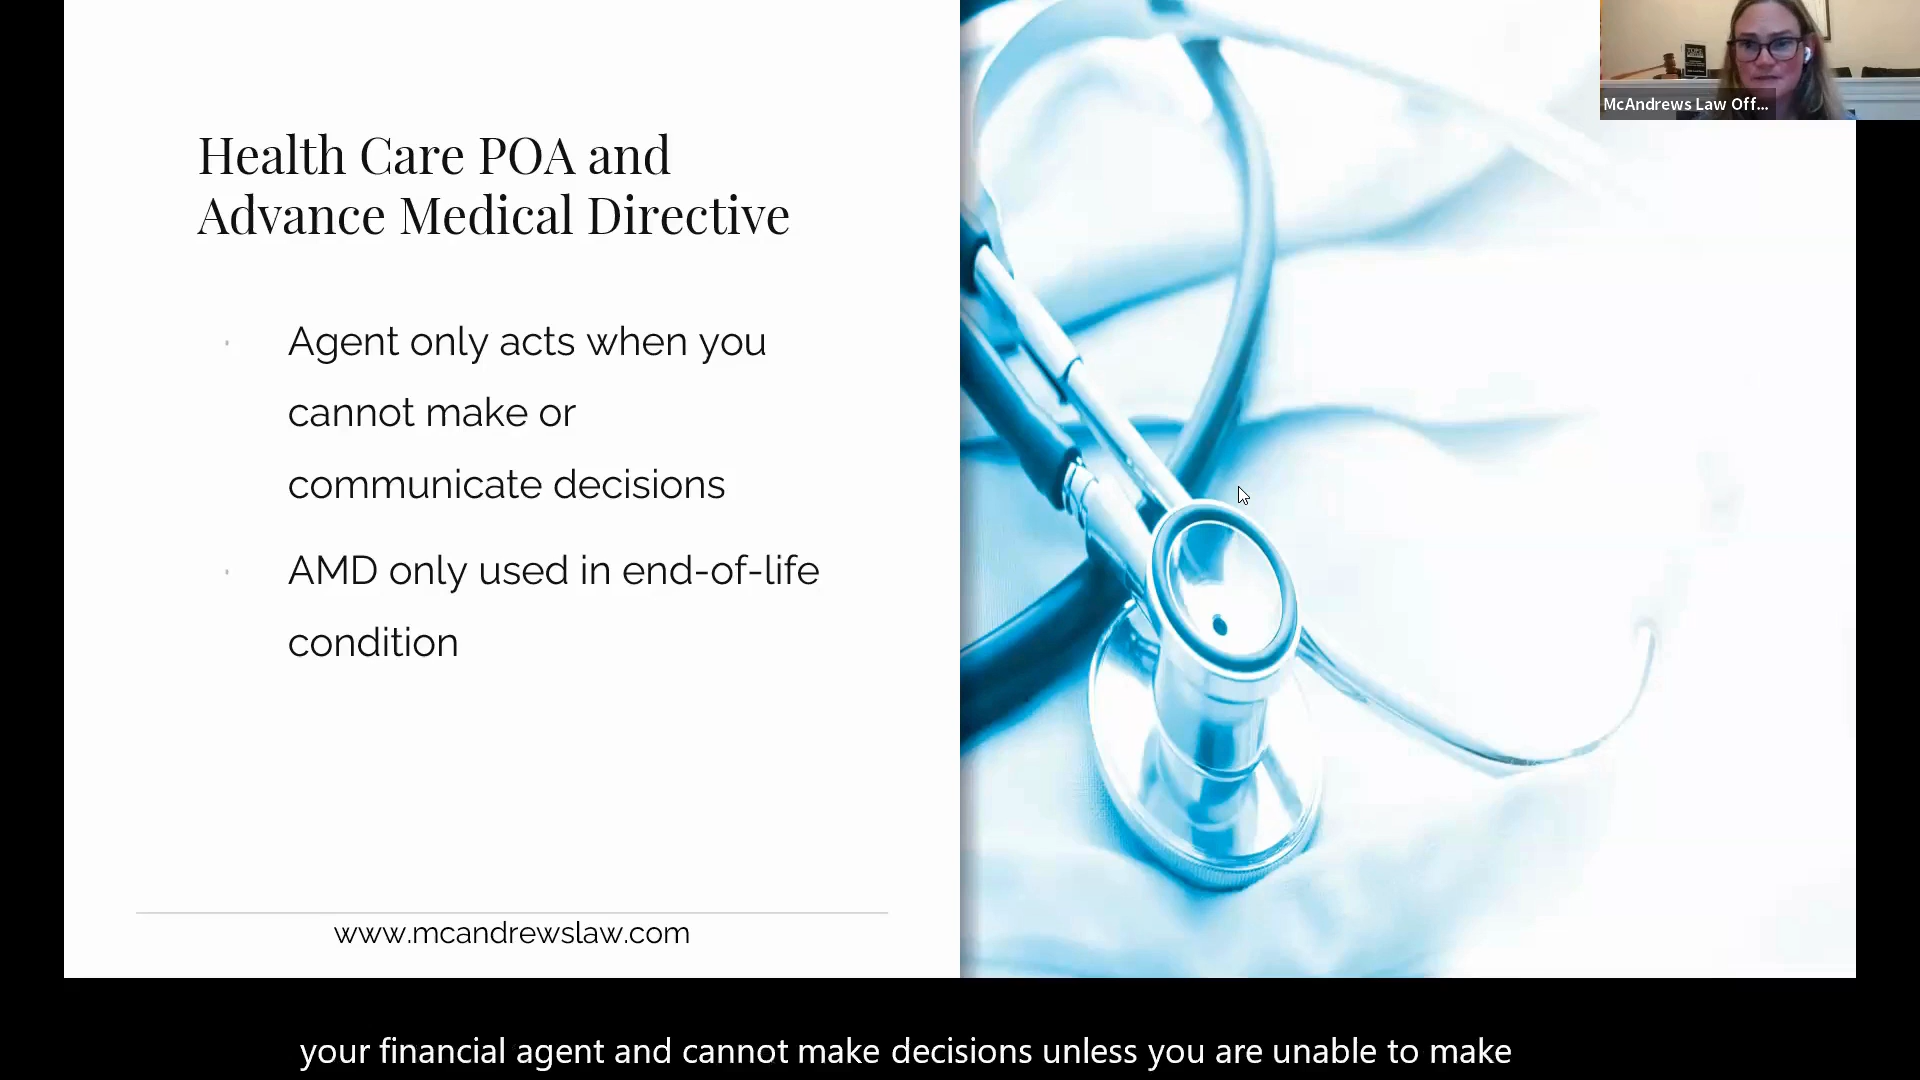 McAndrews Law Off...
Health Care POA and
Advance Medical Directive
Agent only acts when you
cannot make or
communicate decisions
AMD only used in end-of-life
condition
www.mcandrewslaw.com
your financial agent and cannot make decisions unless you are unable to make